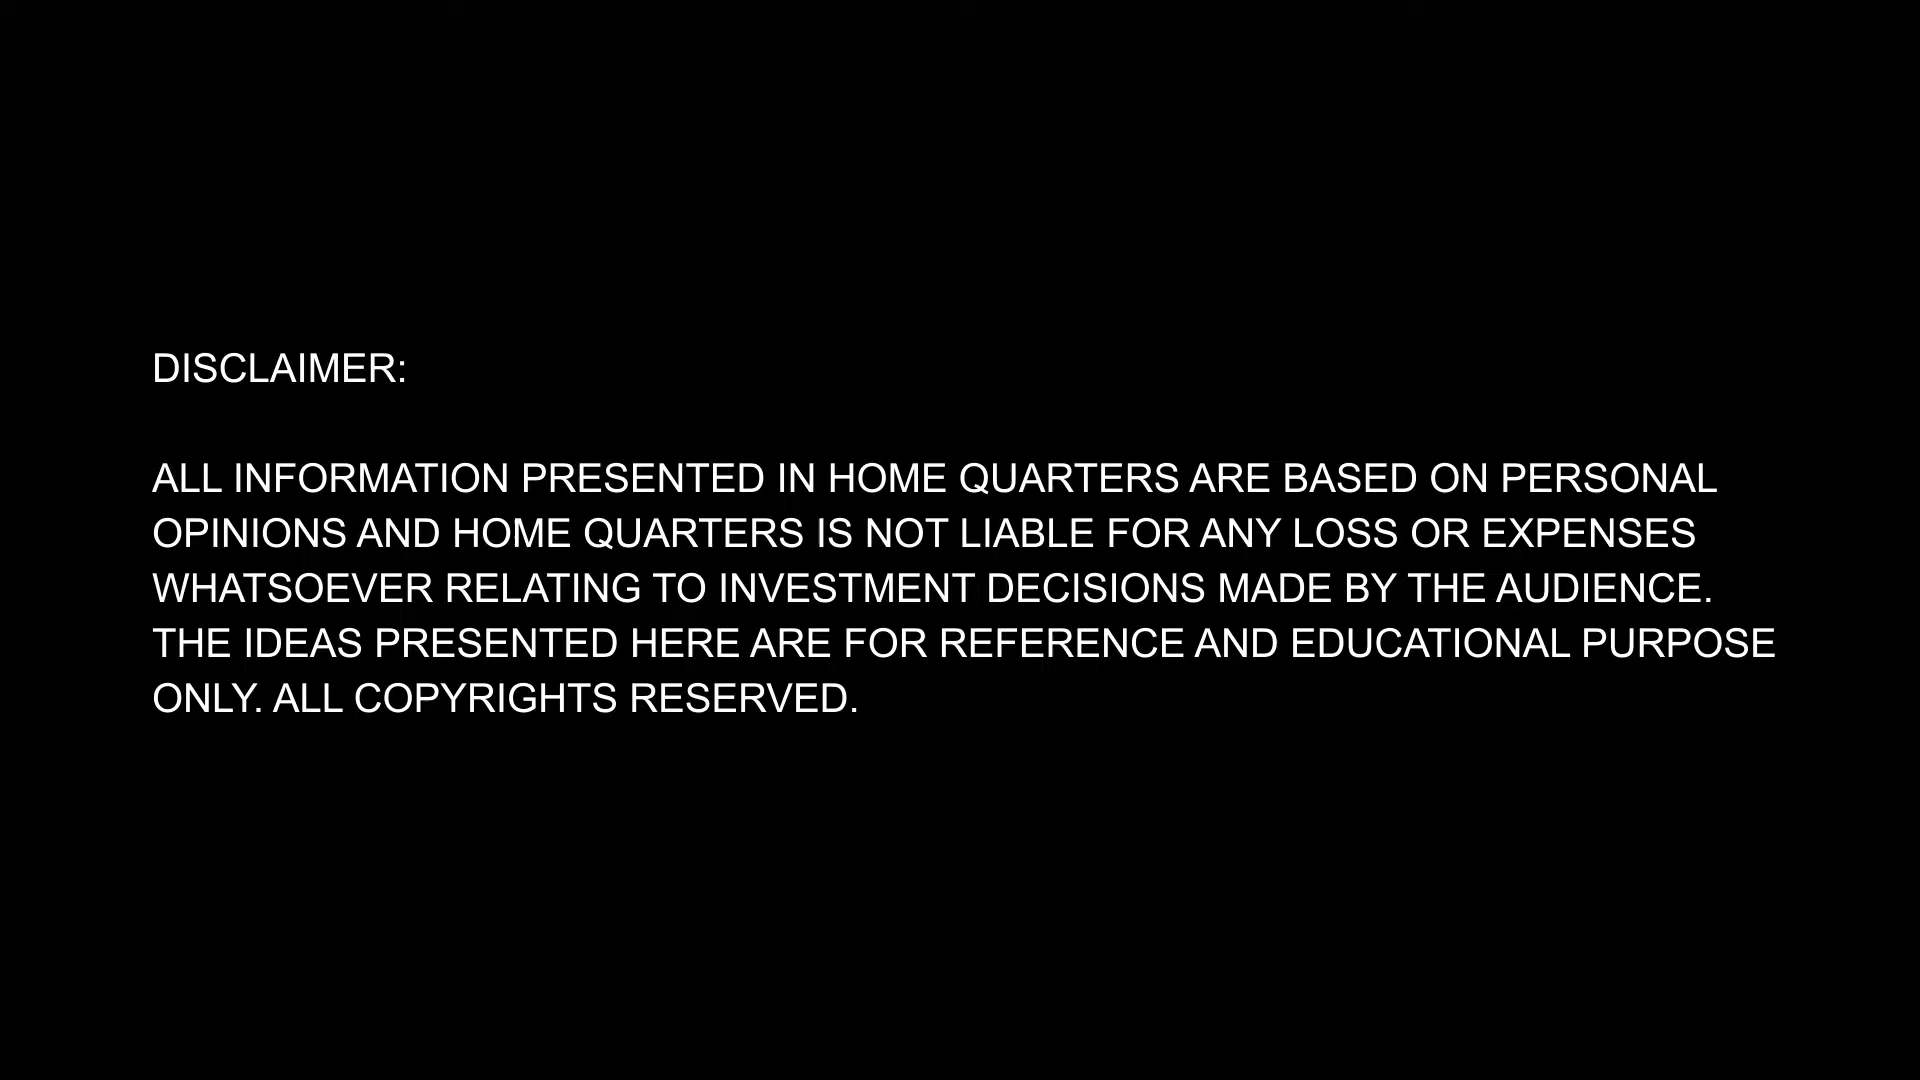 DISCLAIMER:
ALL INFORMATION PRESENTED IN HOME QUARTERS ARE BASED ON PERSONAL
OPINIONS AND HOME QUARTERS IS NOT LIABLE FOR ANY LOSS OR EXPENSES
WHATSOEVER RELATING TO INVESTMENT DECISIONS MADE BY THE AUDIENCE.
THE IDEAS PRESENTED HERE ARE FOR REFERENCE AND EDUCATIONAL PURPOSE
ONLY. ALL COPYRIGHTS RESERVED.